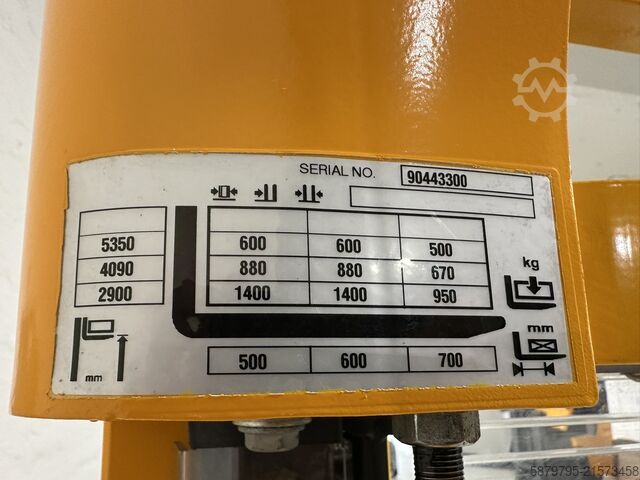 SERIAL NO. 90443300
5350 600 600 500
kg
4090 880 880 670
2900 1400 1400 950
mm
500 600 700
mm
5879795-21573458